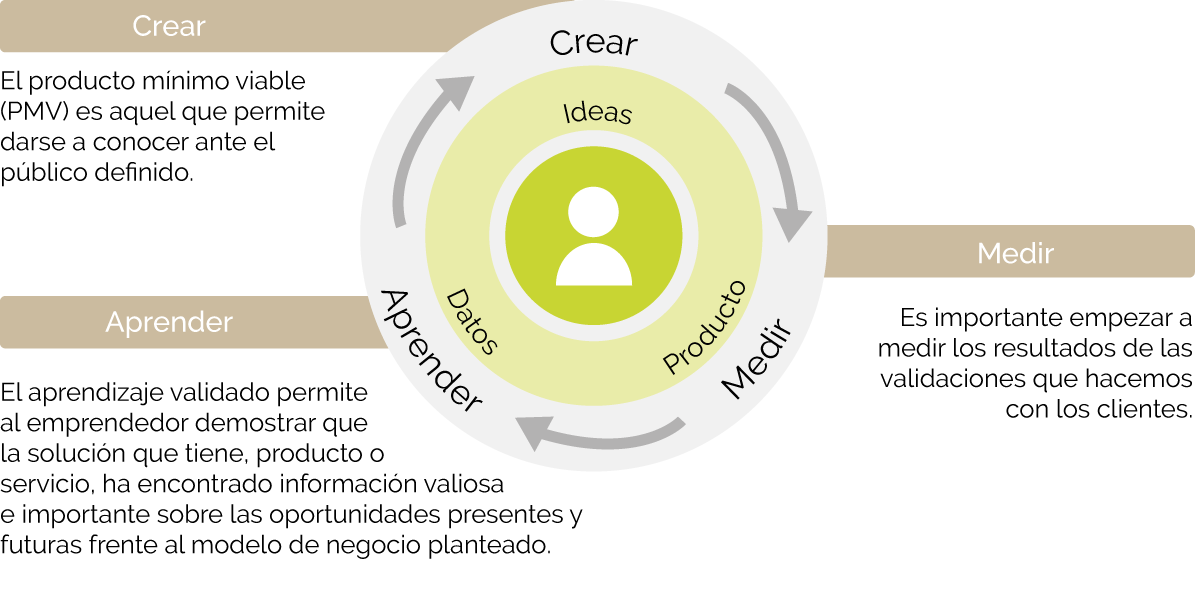 Crear
El producto mínimo viable
(PMV) es aquel que permite
darse a conocer ante el
público definido.
Crear
Ideas
Medir
Producto
Aprender
Datos
Medir
Es importante empezar a
medir los resultados de las
validaciones que hacemos
con los clientes.
Aprender
El aprendizaje validado permite
al emprendedor demostrar que
la solución que tiene, producto o
servicio, ha encontrado información valiosa
e importante sobre las oportunidades presentes y
futuras frente al modelo de negocio planteado.